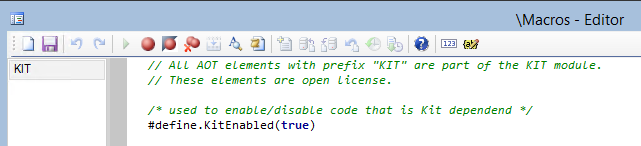 \Macros - Editor
123
KIT
// All AOT elements with prefix "KIT" are part of the KIT module.
// These elements are open license.
/* used to enable/disable code that is Kit dependend */
#define.KitEnabled(true)